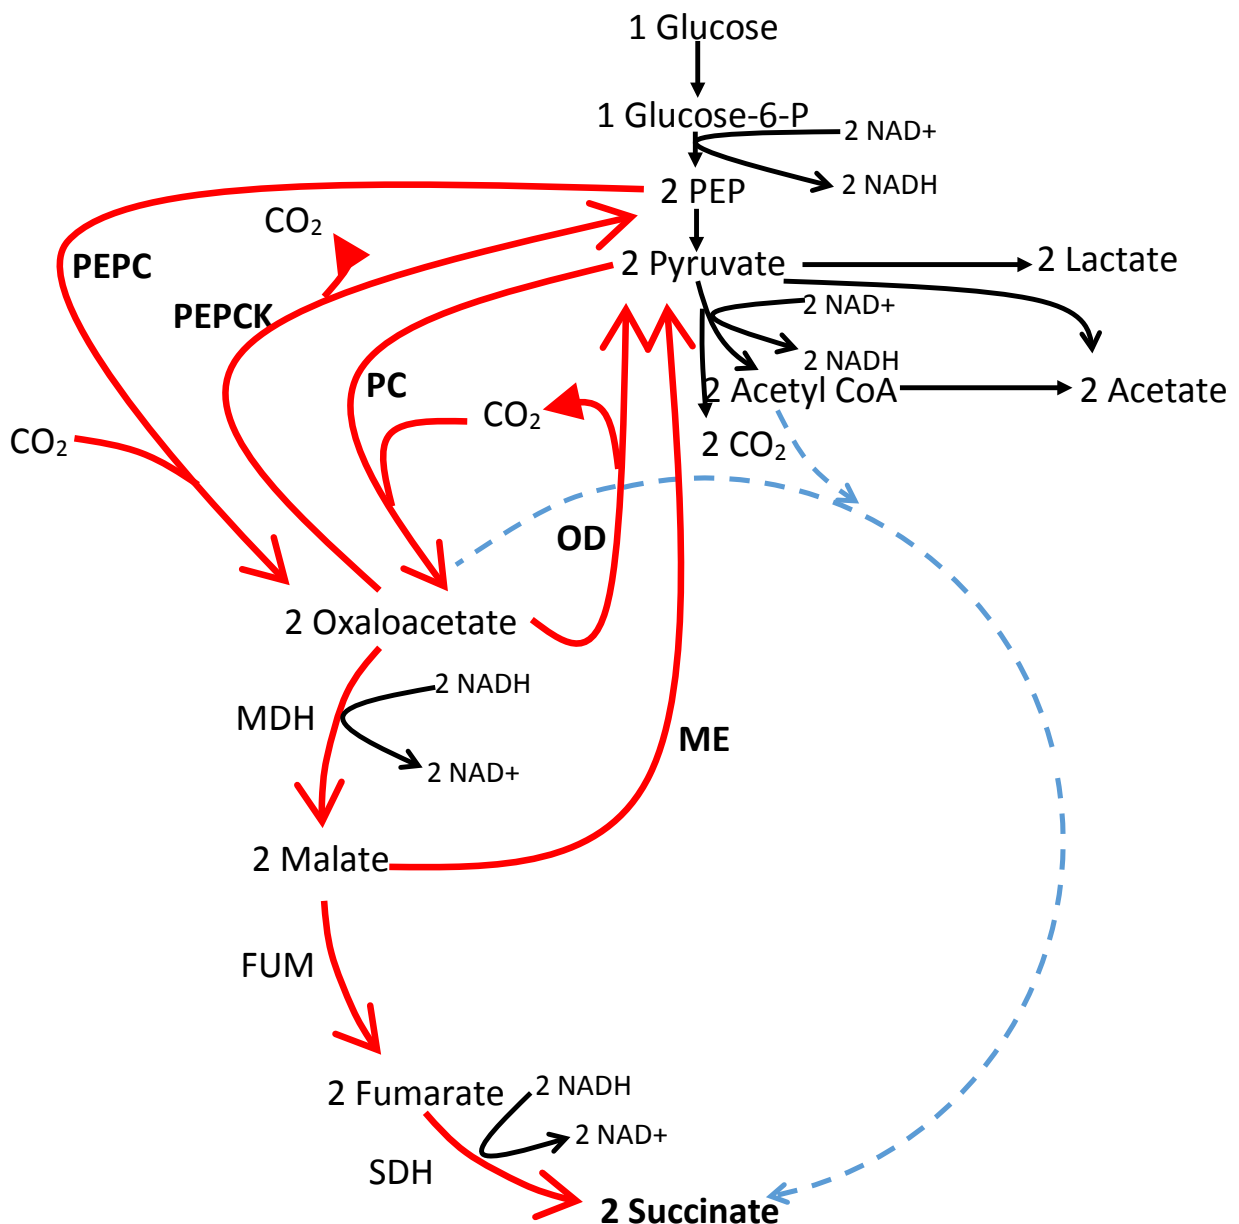 1 Glucose
1 Glucose-6-P
2 NAD+
2 NADH
2 PEP
CO₂
PEPC
2 Pyruvate
2 Lactate
PEPCK
2 NAD+
2 NADH
PC
2 Acetyl CoA
2 Acetate
CO₂
CO₂
2 CO₂
OD
2 Oxaloacetate
2 NADH
MDH
ME
2 NAD+
2 Malate
FUM
2 Fumarate
2 NADH
2 NAD+
SDH
2 Succinate